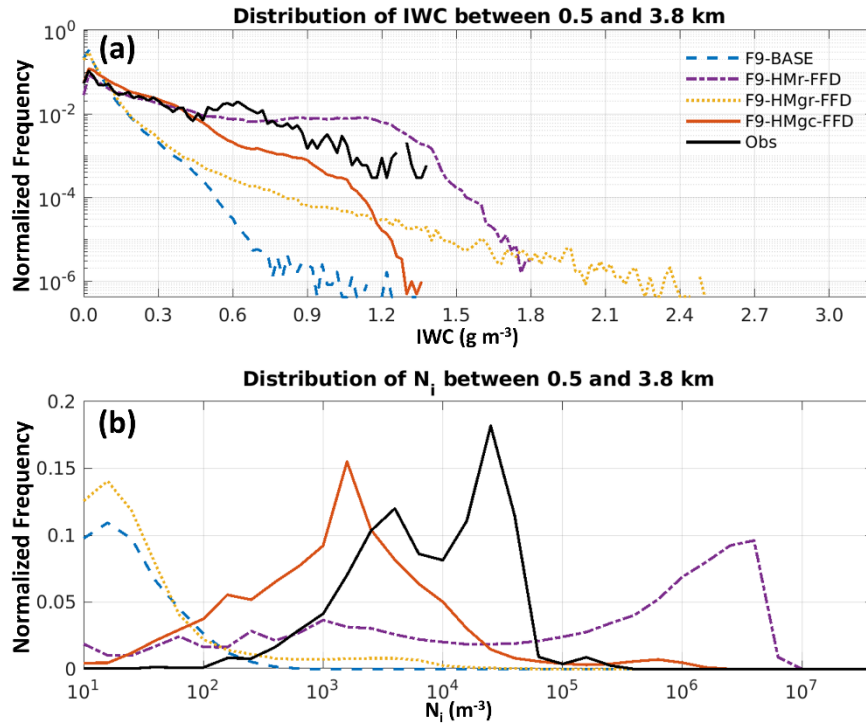 Distribution of IWC between 0.5 and 3.8 km
(a)
F9-BASE
F9-HMr-FFD
F9-HMgr-FFD
F9-HMgc-FFD
Obs
Normalized Frequency
10^0
10^-2
10^-4
10^-6
0.0 0.3 0.6 0.9 1.2 1.5 1.8 2.1 2.4 2.7 3.0
IWC (g m^-3)
Distribution of N_i between 0.5 and 3.8 km
(b)
Normalized Frequency
0.2
0.15
0.1
0.05
0
10^1 10^2 10^3 10^4 10^5 10^6 10^7
N_i (m^-3)